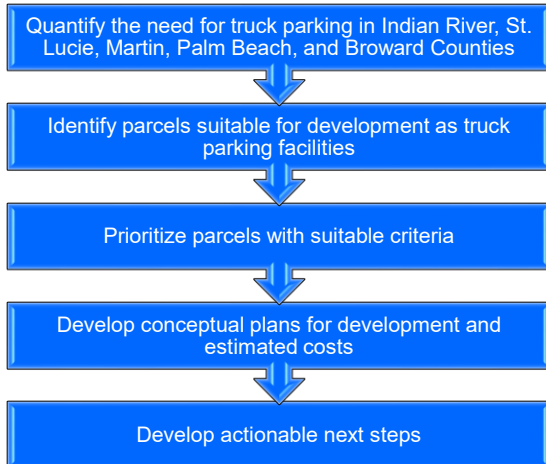 Quantify the need for truck parking in Indian River, St.
Lucie, Martin, Palm Beach, and Broward Counties
Identify parcels suitable for development as truck
parking facilities
Prioritize parcels with suitable criteria
Develop conceptual plans for development and
estimated costs
Develop actionable next steps